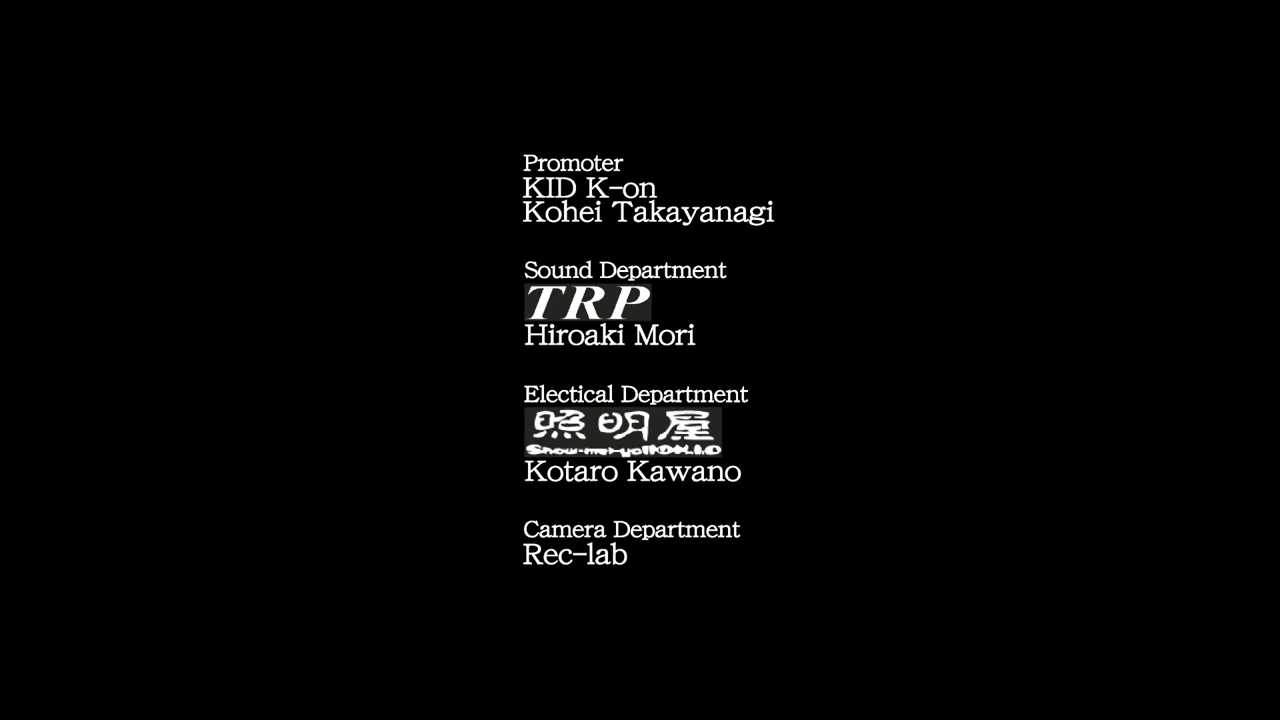 Promoter
KID K-on
Kohei Takayanagi
Sound Department
TRP
Hiroaki Mori
Electical Department
照明屋
Kotaro Kawano
Camera Department
Rec-lab